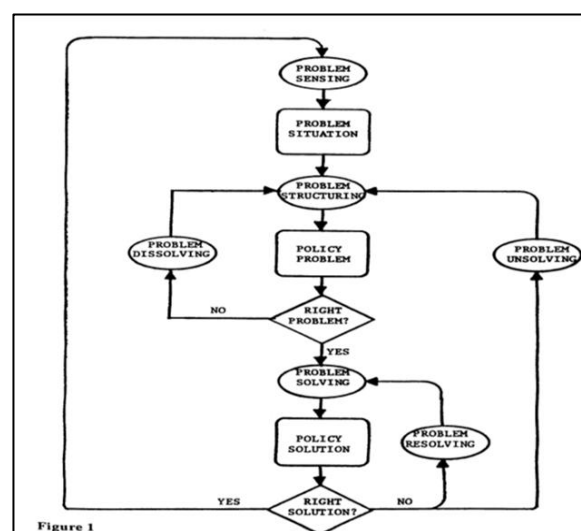 PROBLEM
SENSING
PROBLEM
SITUATION
PROBLEM
STRUCTURING
PROBLEM
DISSOLVING
POLICY
PROBLEM
PROBLEM
UNSOLVING
NO
RIGHT
PROBLEM?
YES
PROBLEM
SOLVING
POLICY
SOLUTION
PROBLEM
RESOLVING
YES
RIGHT
SOLUTION?
NO
Figure 1